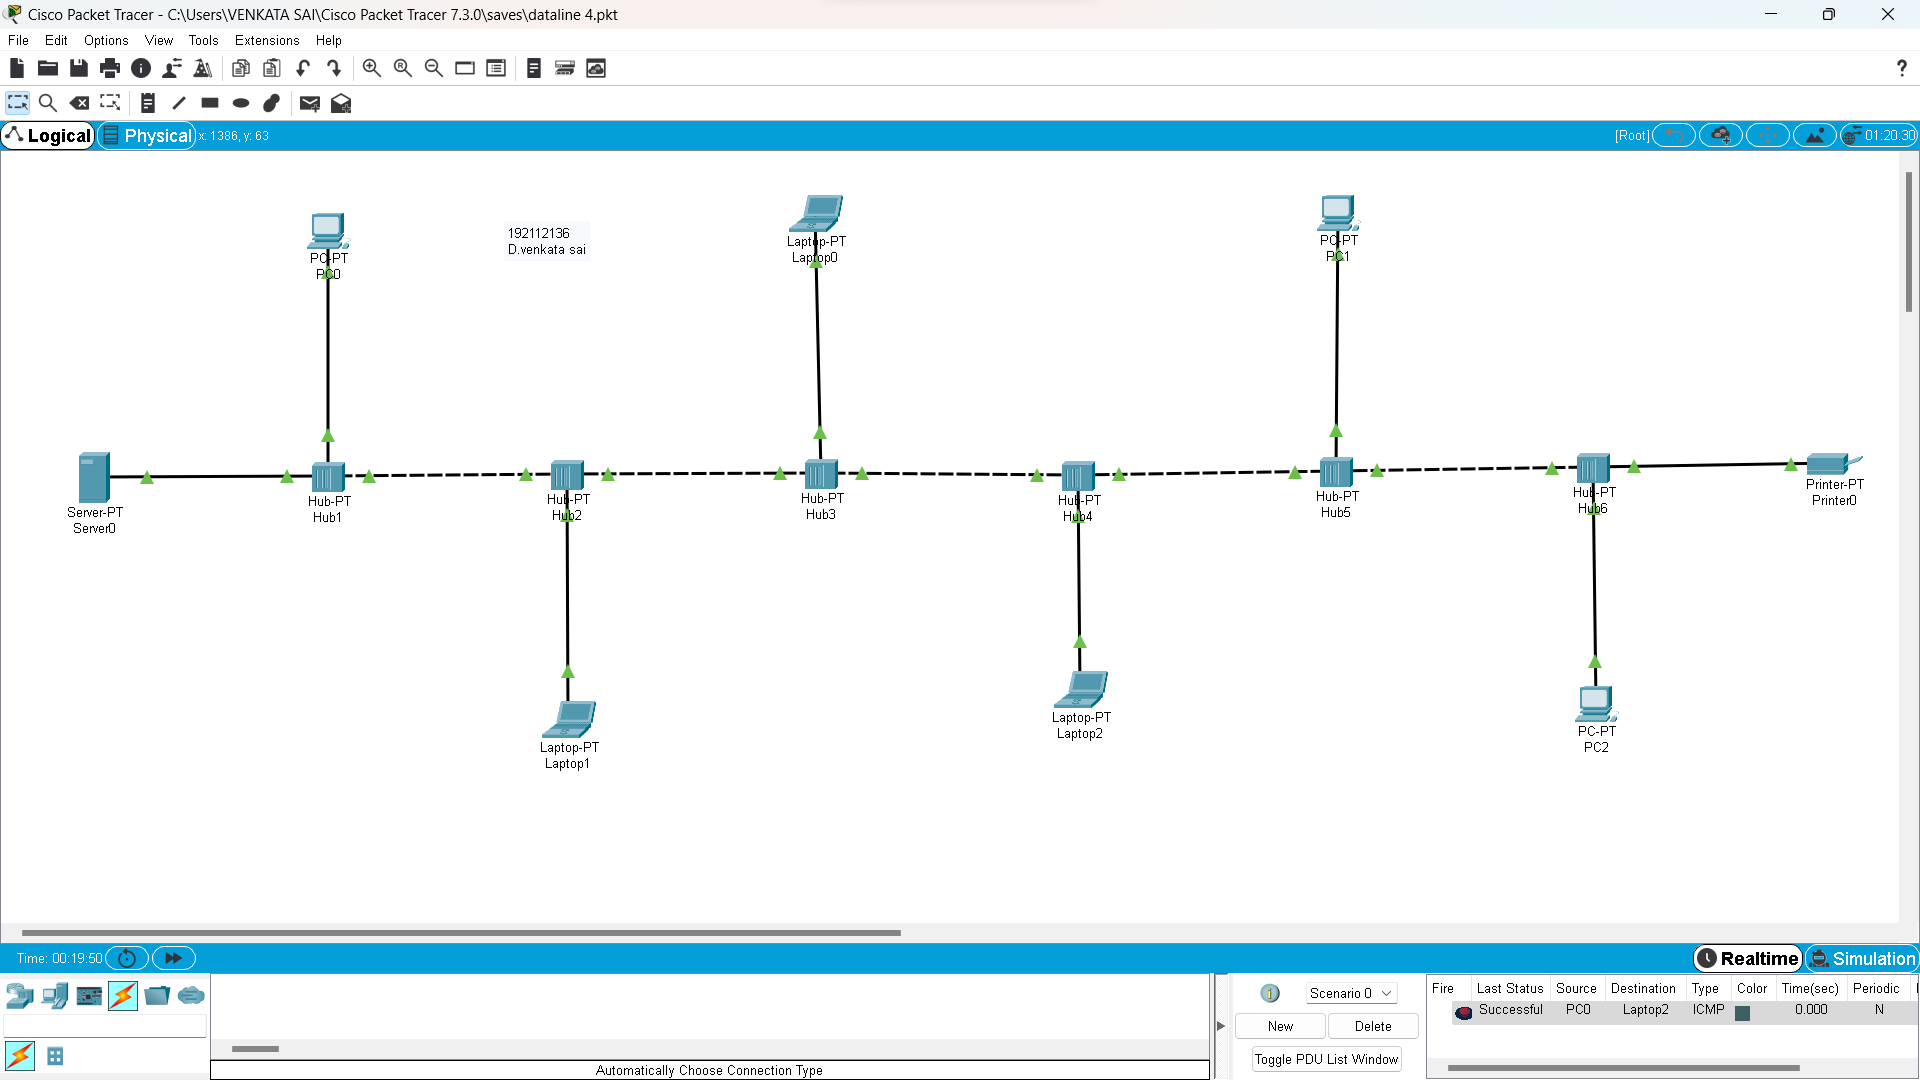 Cisco Packet Tracer - C:\Users\VENKATA SAI\Cisco Packet Tracer 7.3.0\saves\dataline 4.pkt
File Edit Options View Tools Extensions Help
?
Logical Physical x: 1386, y: 63 [Root] 01:20:30
PC-PT
PC0
192112136
D.venkata sai
Laptop-PT
Laptop0
PC-PT
PC1
Server-PT
Server0
Hub-PT
Hub1
Hub-PT
Hub2
Hub-PT
Hub3
Hub-PT
Hub4
Hub-PT
Hub5
Hub-PT
Hub6
Printer-PT
Printer0
Laptop-PT
Laptop1
Laptop-PT
Laptop2
PC-PT
PC2
Time: 00:19:50 Realtime Simulation
Scenario 0
New Delete
Toggle PDU List Window
Fire Last Status Source Destination Type Color Time(sec) Periodic
Successful PC0 Laptop2 ICMP 0.000 N
Automatically Choose Connection Type